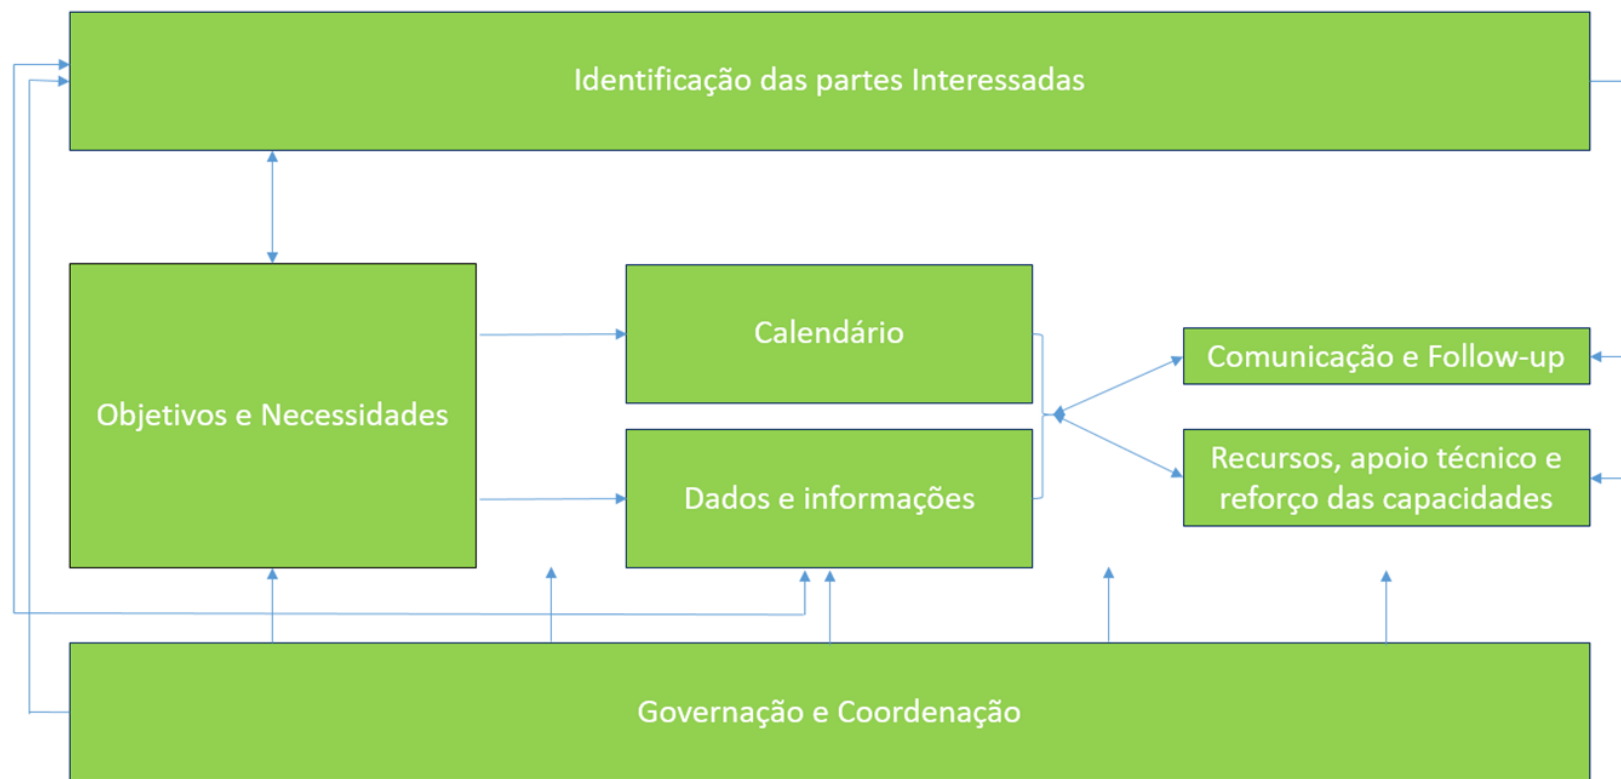 Identificação das partes Interessadas
Objetivos e Necessidades
Calendário
Dados e informações
Comunicação e Follow-up
Recursos, apoio técnico e
reforço das capacidades
Governação e Coordenação